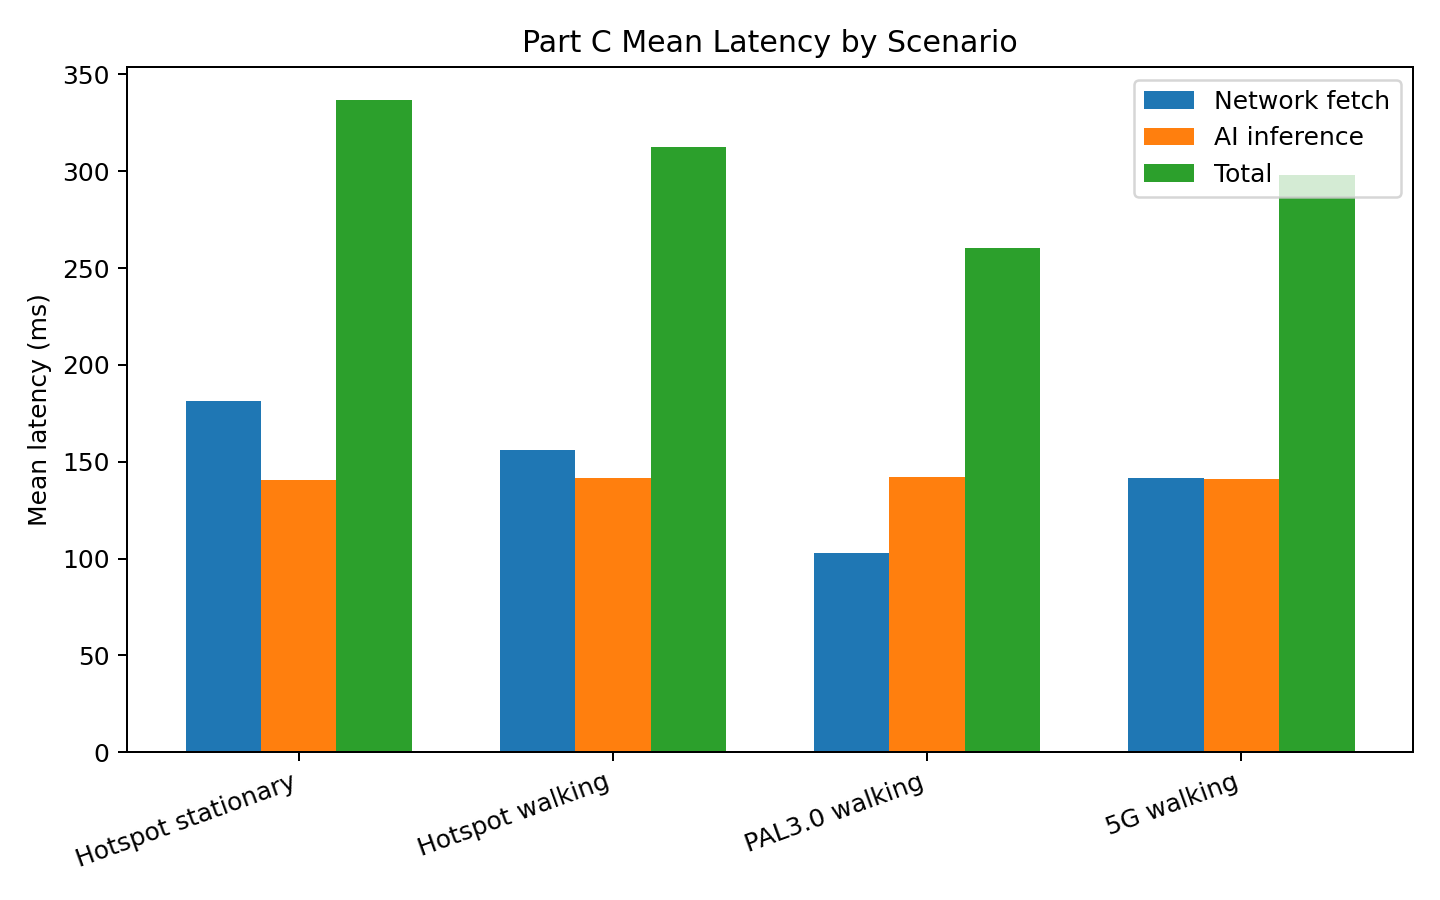 Part C Mean Latency by Scenario
350
300
250
200
150
100
50
0
Mean latency (ms)
Network fetch
AI inference
Total
Hotspot stationary
Hotspot walking
PAL3.0 walking
5G walking